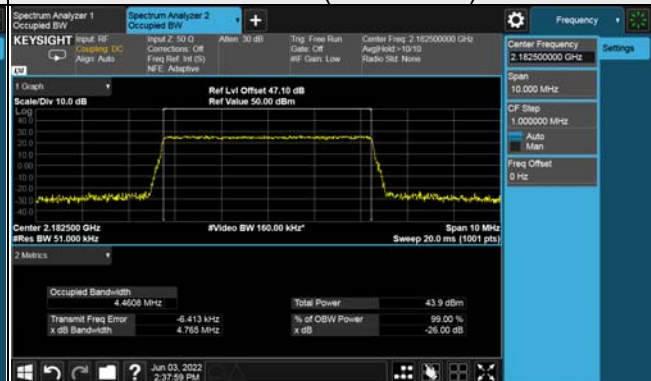 Spectrum Analyzer 1
Occupied BW
Spectrum Analyzer 2
Occupied BW
+
Frequency
KEYSIGHT
Input: RF
Coupling: DC
Align: Auto
Input Z: 50 Ω
Corrections: Off
Freq Ref: Int (S)
NFE: Adaptive
Atten: 30 dB
Trig: Free Run
Gate: Off
#IF Gain: Low
Center Freq: 2.182500000 GHz
Avg|Hold:>10/10
Radio Std: None
Center Frequency
2.182500000 GHz
Settings
Span
10.000 MHz
CF Step
1.000000 MHz
Auto
Man
Freq Offset
0 Hz
1 Graph
Scale/Div 10.0 dB
Ref Lvl Offset 47.10 dB
Ref Value 50.00 dBm
Log
40.0
30.0
20.0
10.0
0.00
-10.0
-20.0
-30.0
-40.0
Center 2.182500 GHz
#Res BW 51.000 kHz
#Video BW 160.00 kHz*
Span 10 MHz
Sweep 20.0 ms (1001 pts)
2 Metrics
Occupied Bandwidth
4.4608 MHz
Total Power 43.9 dBm
Transmit Freq Error -6.413 kHz
% of OBW Power 99.00 %
x dB Bandwidth 4.765 MHz
x dB -26.00 dB
?
Jun 03, 2022
2:37:59 PM